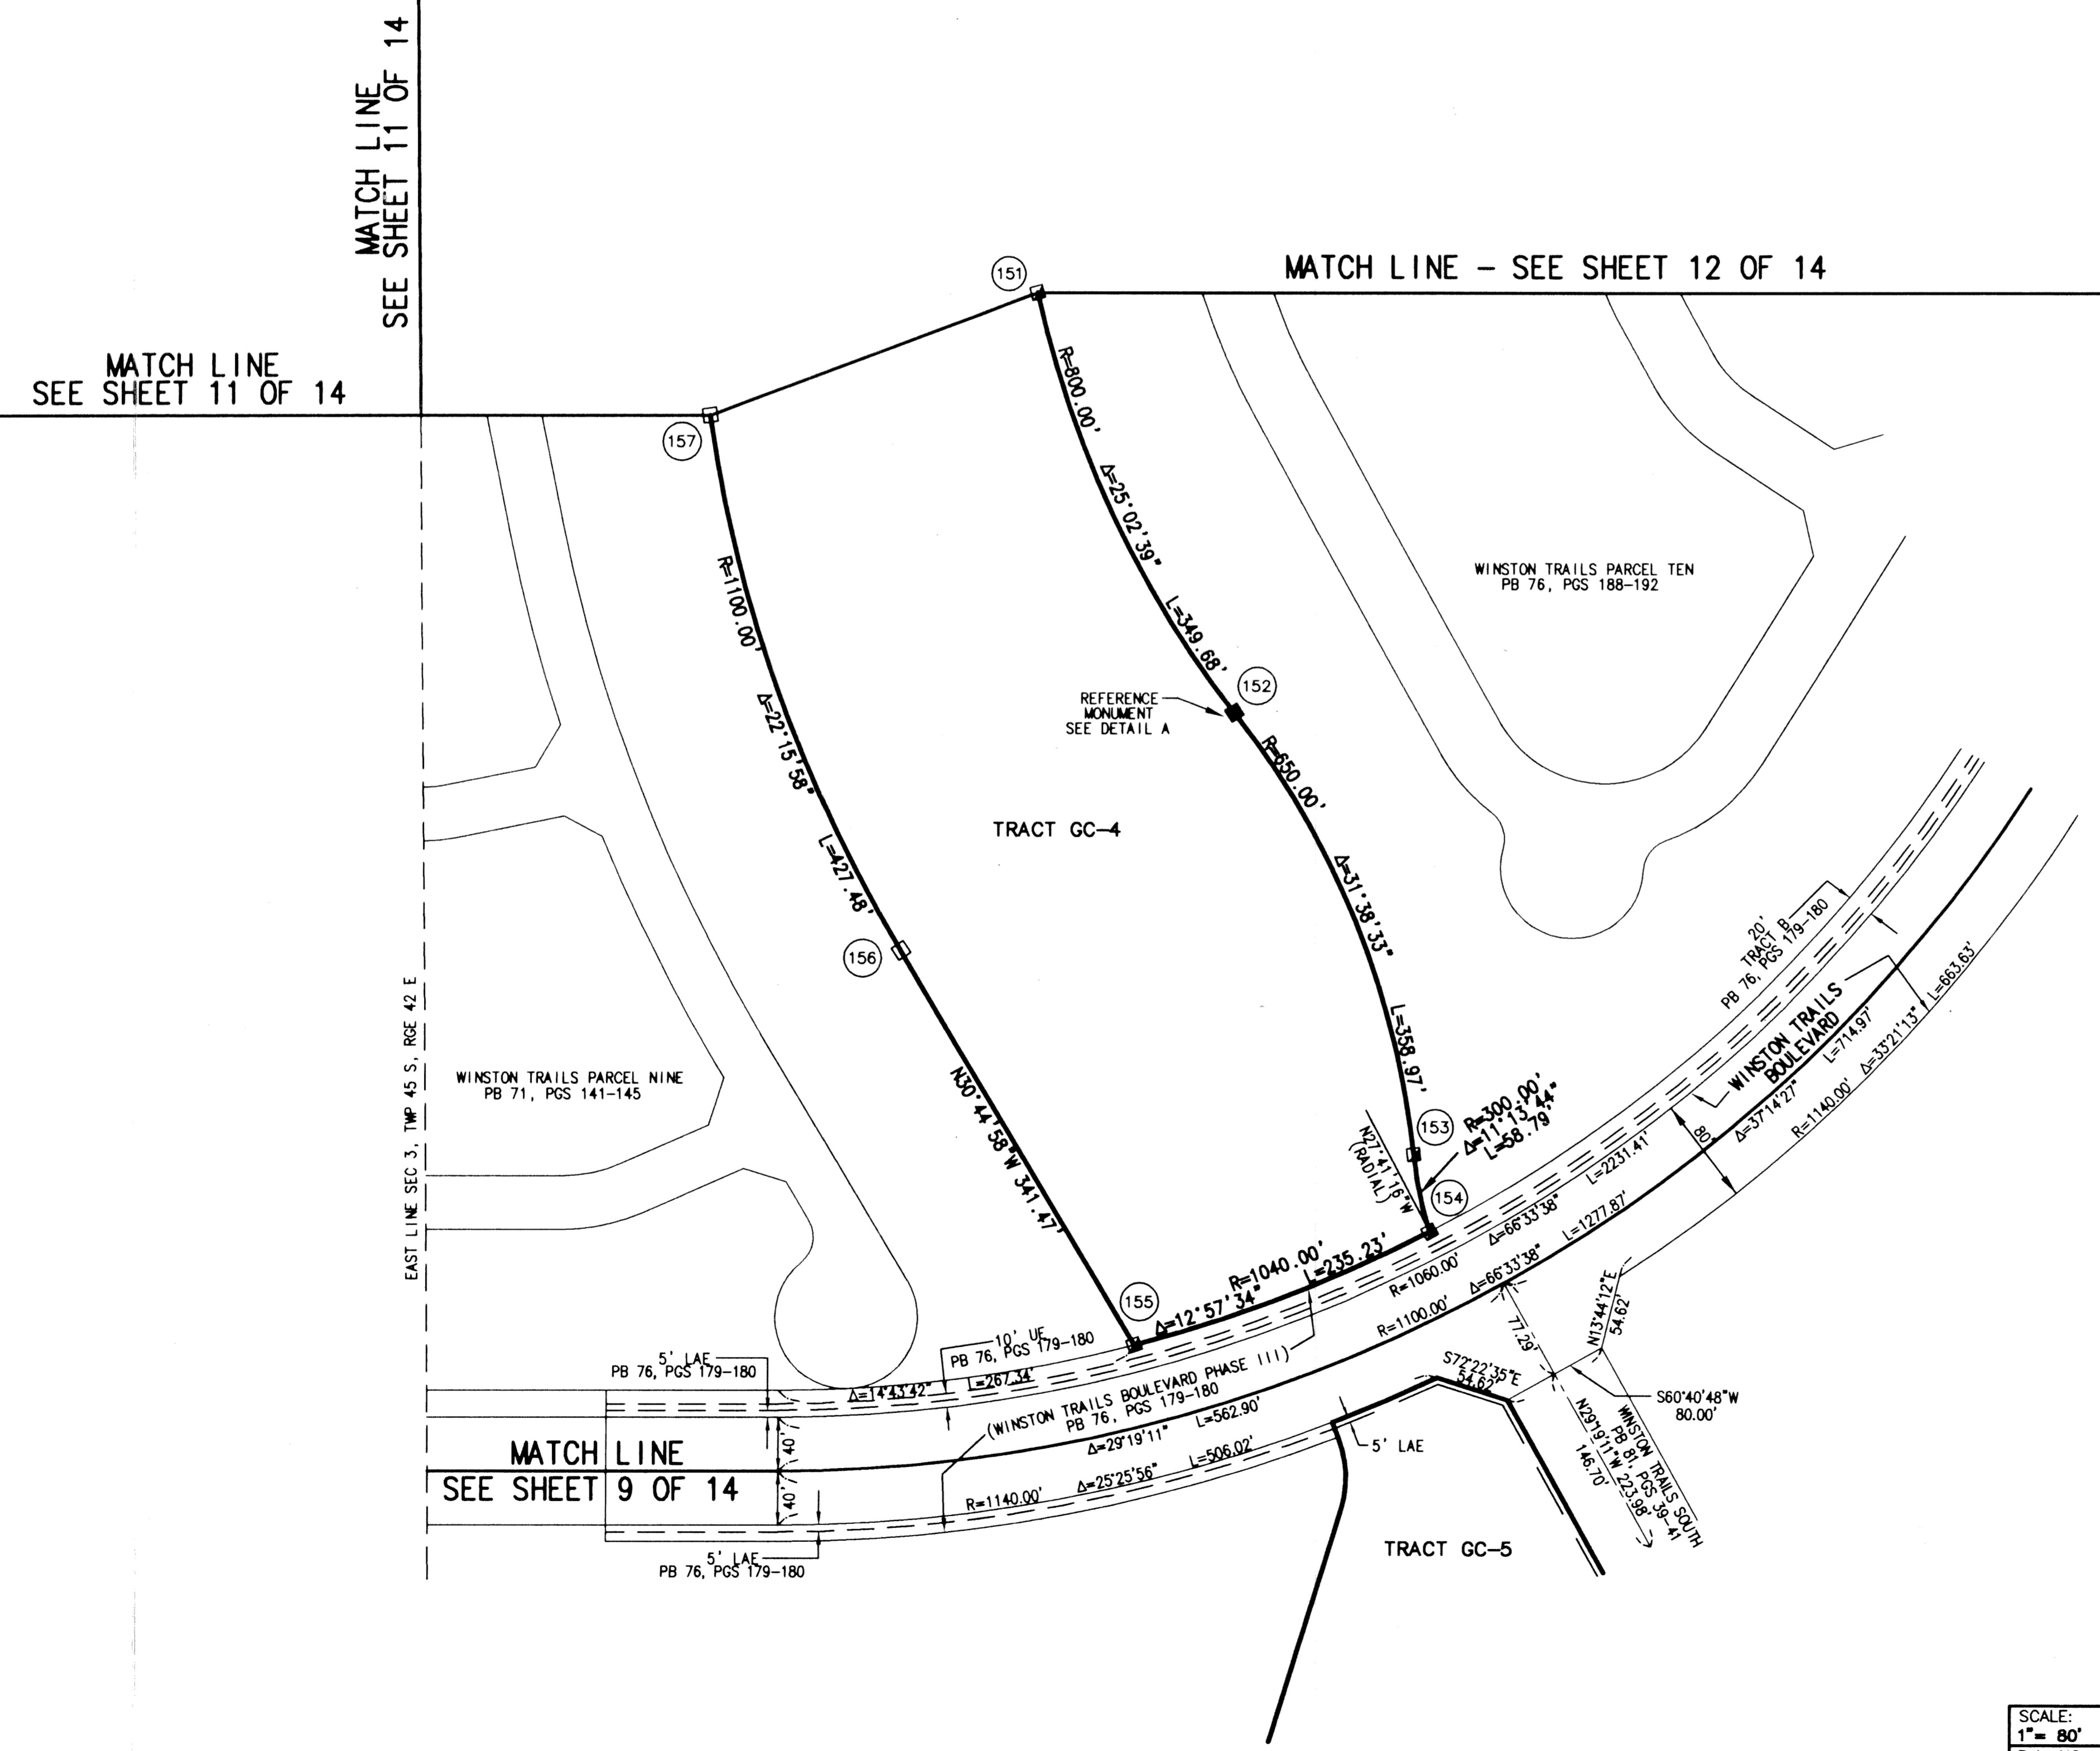 MATCH LINE
SEE SHEET 11 OF 14
MATCH LINE
SEE SHEET 11 OF 14
151
MATCH LINE – SEE SHEET 12 OF 14
157
R=800.00'
Δ=25°02'39"
L=349.68'
R=1100.00'
Δ=22°15'58"
L=427.48'
WINSTON TRAILS PARCEL TEN
PB 76, PGS 188–192
152
REFERENCE
MONUMENT
SEE DETAIL A
R=650.00'
Δ=31°38'33"
L=358.97'
TRACT GC–4
156
N30°44'58"W 341.47'
EAST LINE SEC 3, TWP 45 S, RGE 42 E
WINSTON TRAILS PARCEL NINE
PB 71, PGS 141–145
20'
TRACT B
PB 76, PGS 179–180
WINSTON TRAILS
BOULEVARD
L=663.63'
L=714.97'
Δ=33°21'13"
Δ=37°14'27"
R=1140.00'
80'
153
R=300.00'
Δ=11°13'44"
L=58.79'
N27°41'16"W
(RADIAL)
154
L=2231.41'
Δ=66°33'38"
R=1060.00'
L=1277.87'
Δ=66°33'38"
R=1100.00'
155
R=1040.00'
L=235.23'
Δ=12°57'34"
N13°44'12"E
54.62'
77.29'
10' UE
PB 76, PGS 179–180
5' LAE
PB 76, PGS 179–180
Δ=14°43'42"
L=267.34'
(WINSTON TRAILS BOULEVARD PHASE III)
PB 76, PGS 179–180
S72°22'35"E
54.62'
S60°40'48"W
80.00'
WINSTON TRAILS SOUTH
PB 81, PGS 39–41
N29°19'11"W 223.98'
146.70'
L=562.90'
Δ=29°19'11"
5' LAE
L=506.02'
Δ=25°25'56"
R=1140.00'
40'
40'
MATCH LINE
SEE SHEET 9 OF 14
5' LAE
PB 76, PGS 179–180
TRACT GC–5
SCALE:
1"= 80'